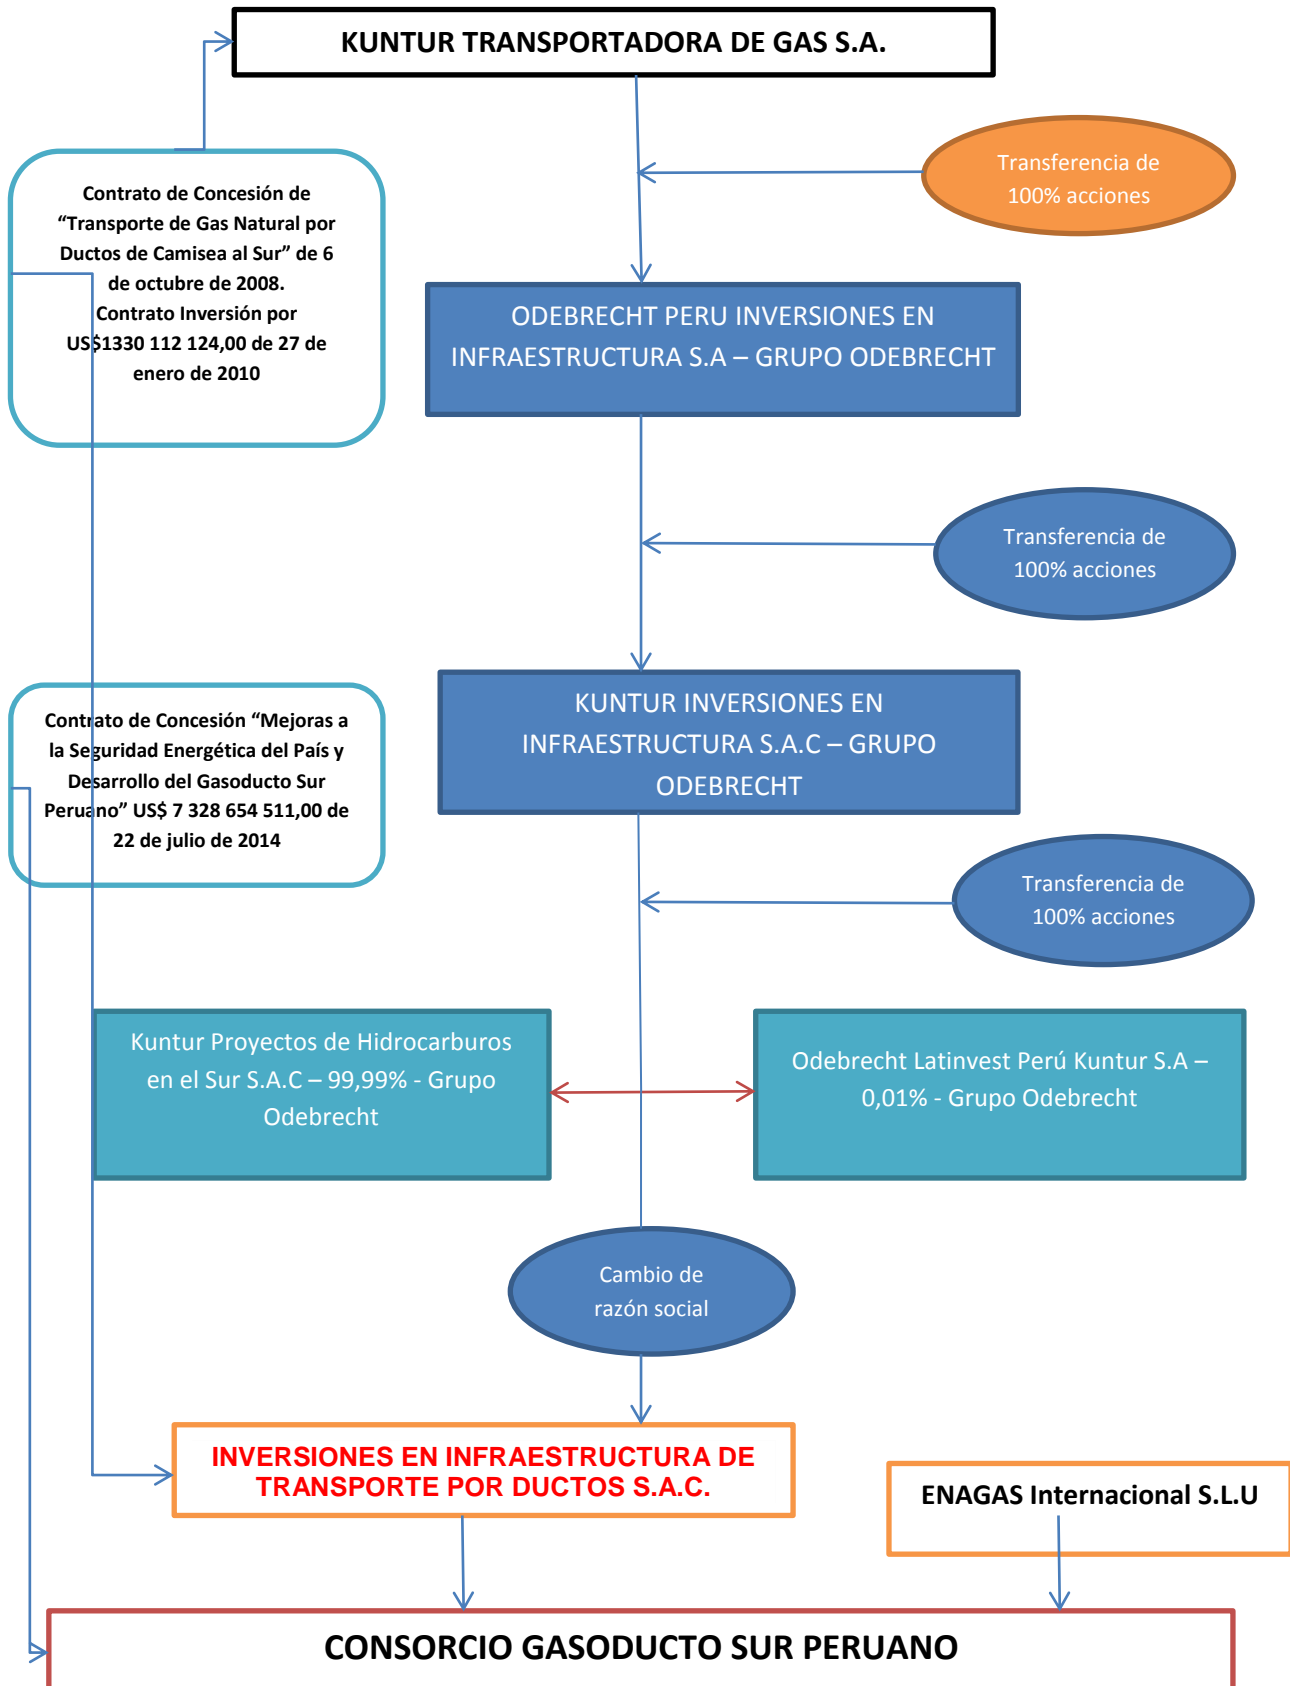 KUNTUR TRANSPORTADORA DE GAS S.A.
Transferencia de
100% acciones
Contrato de Concesión de
“Transporte de Gas Natural por
Ductos de Camisea al Sur” de 6
de octubre de 2008.
Contrato Inversión por
US$1330 112 124,00 de 27 de
enero de 2010
ODEBRECHT PERU INVERSIONES EN
INFRAESTRUCTURA S.A – GRUPO ODEBRECHT
Transferencia de
100% acciones
KUNTUR INVERSIONES EN
INFRAESTRUCTURA S.A.C – GRUPO
ODEBRECHT
Contrato de Concesión “Mejoras a
la Seguridad Energética del País y
Desarrollo del Gasoducto Sur
Peruano” US$ 7 328 654 511,00 de
22 de julio de 2014
Transferencia de
100% acciones
Kuntur Proyectos de Hidrocarburos
en el Sur S.A.C – 99,99% - Grupo
Odebrecht
Odebrecht Latinvest Perú Kuntur S.A –
0,01% - Grupo Odebrecht
Cambio de
razón social
INVERSIONES EN INFRAESTRUCTURA DE
TRANSPORTE POR DUCTOS S.A.C.
ENAGAS Internacional S.L.U
CONSORCIO GASODUCTO SUR PERUANO